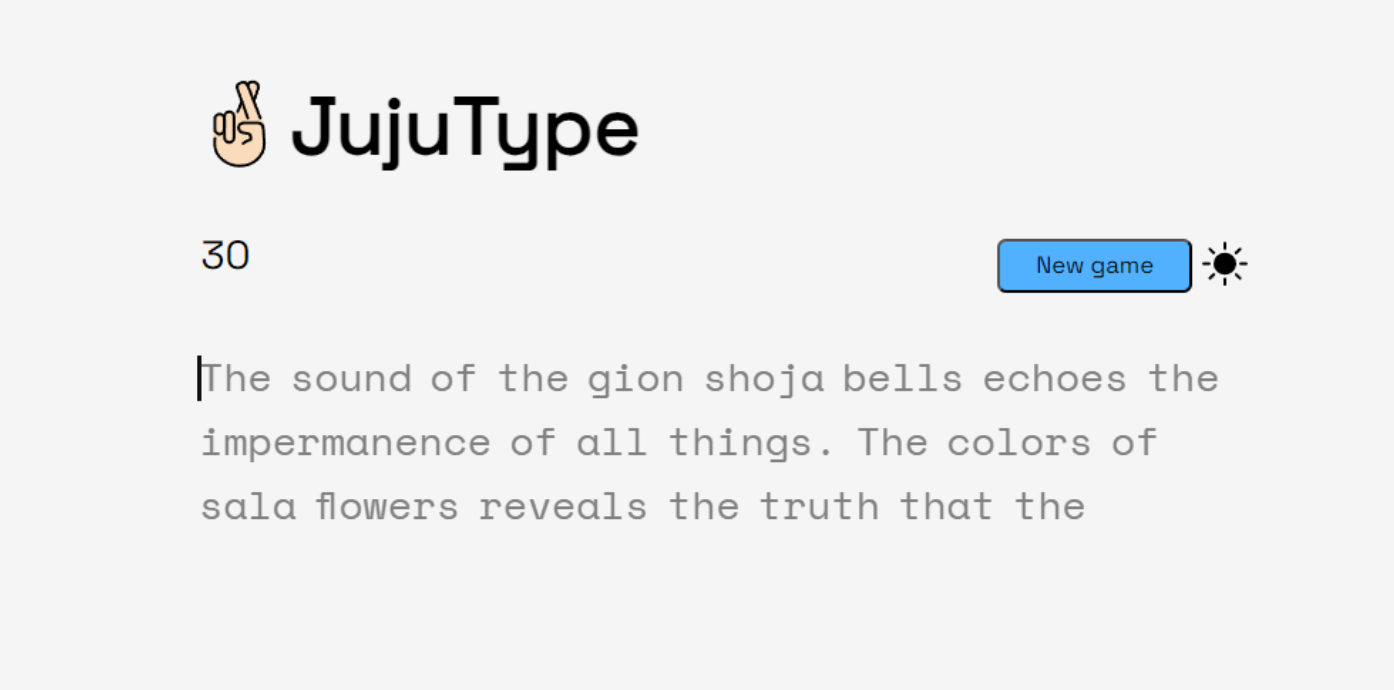 JujuType
30
New game
The sound of the gion shoja bells echoes the
impermanence of all things. The colors of
sala flowers reveals the truth that the